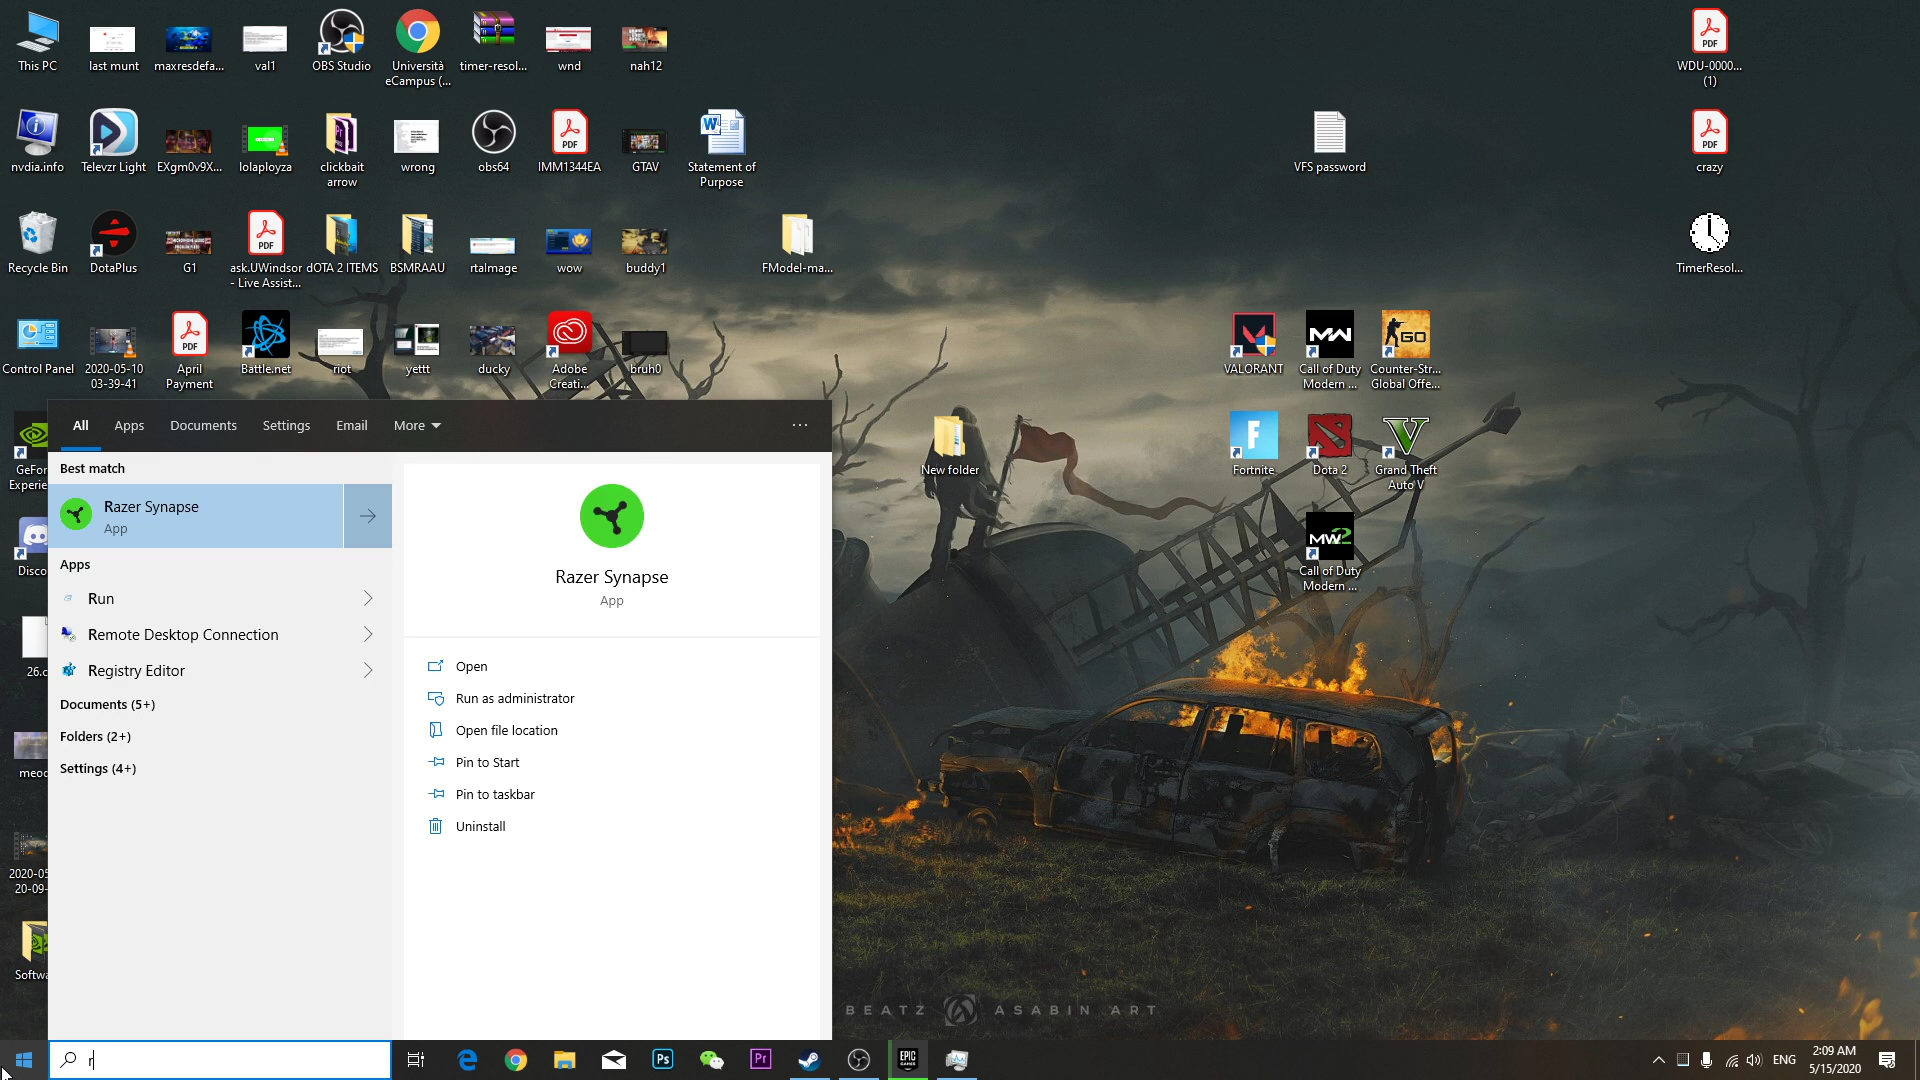 This PC
last munt
maxresdefa...
val1
OBS Studio
Università
eCampus (...
timer-resol...
wnd
nah12
WDU-0000...
(1)
nvdia.info
Televzr Light
EXgm0v9X...
lolaployza
clickbait
arrow
wrong
obs64
IMM1344EA
GTAV
Statement of
Purpose
VFS password
crazy
Recycle Bin
DotaPlus
G1
ask.UWindsor
- Live Assist...
dOTA 2 ITEMS
BSMRAAU
rtaImage
wow
buddy1
FModel-ma...
TimerResol...
Control Panel
2020-05-10
03-39-41
April
Payment
Battle.net
riot
yettt
ducky
Adobe
Creati...
bruh0
VALORANT
Call of Duty
Modern ...
Counter-Str...
Global Offe...
GeFor
Experie
New folder
Fortnite
Dota 2
Grand Theft
Auto V
Disco
Call of Duty
Modern ...
26.c
meoc
2020-05
20-09-
Softwa
All
Apps
Documents
Settings
Email
More
...
Best match
Razer Synapse
App
Apps
Run
Remote Desktop Connection
Registry Editor
Documents (5+)
Folders (2+)
Settings (4+)
Razer Synapse
App
Open
Run as administrator
Open file location
Pin to Start
Pin to taskbar
Uninstall
BEATZ ASABIN ART
r
ENG
2:09 AM
5/15/2020